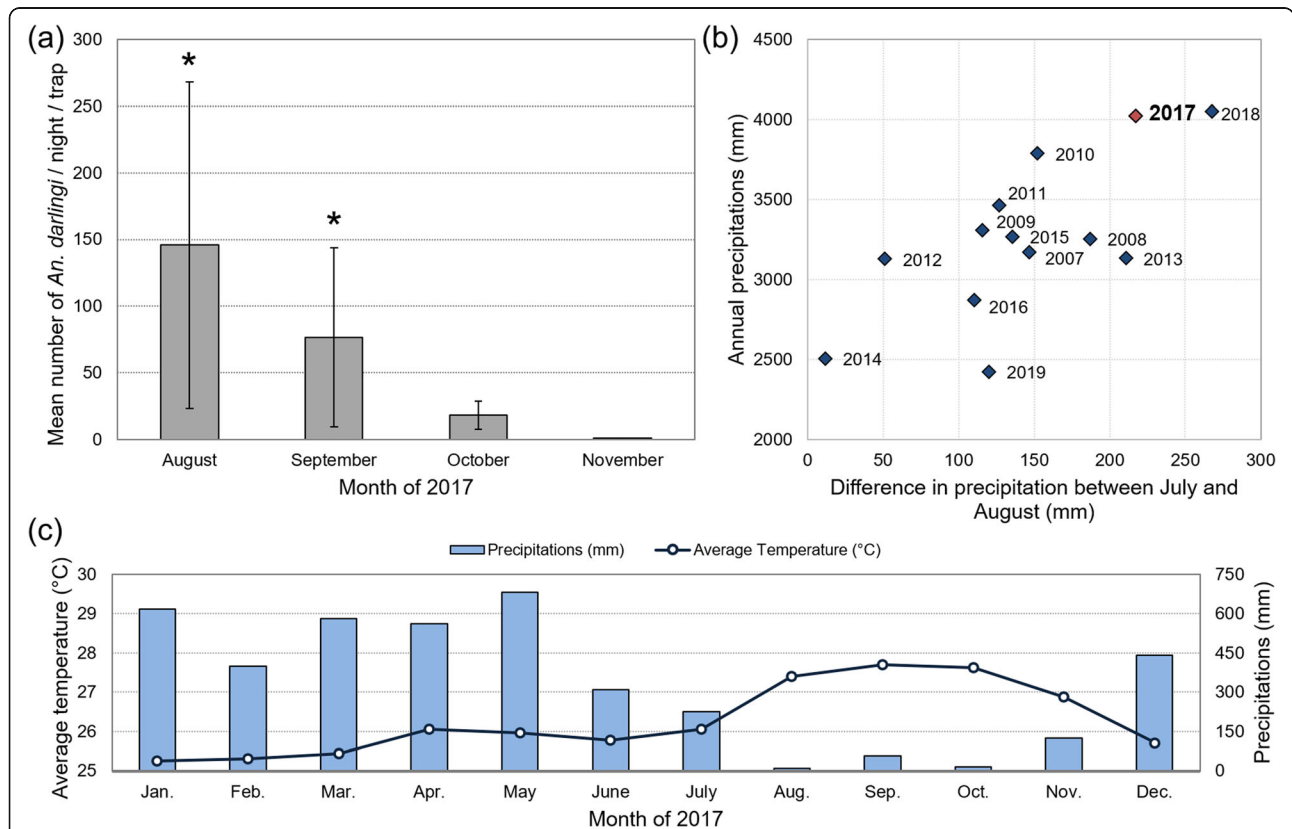 (a)
Mean number of An. darlingi / night / trap
300
250
200
150
100
50
0
*
*
August
September
October
November
Month of 2017
(b)
Annual precipitations (mm)
4500
4000
3500
3000
2500
2000
2017
2018
2010
2011
2009
2015
2008
2012
2007
2013
2016
2014
2019
0
50
100
150
200
250
300
Difference in precipitation between July and
August (mm)
(c)
Precipitations (mm)
Average Temperature (°C)
Average temperature (°C)
30
29
28
27
26
25
750
600
450
300
150
0
Precipitations (mm)
Jan.
Feb.
Mar.
Apr.
May
June
July
Aug.
Sep.
Oct.
Nov.
Dec.
Month of 2017